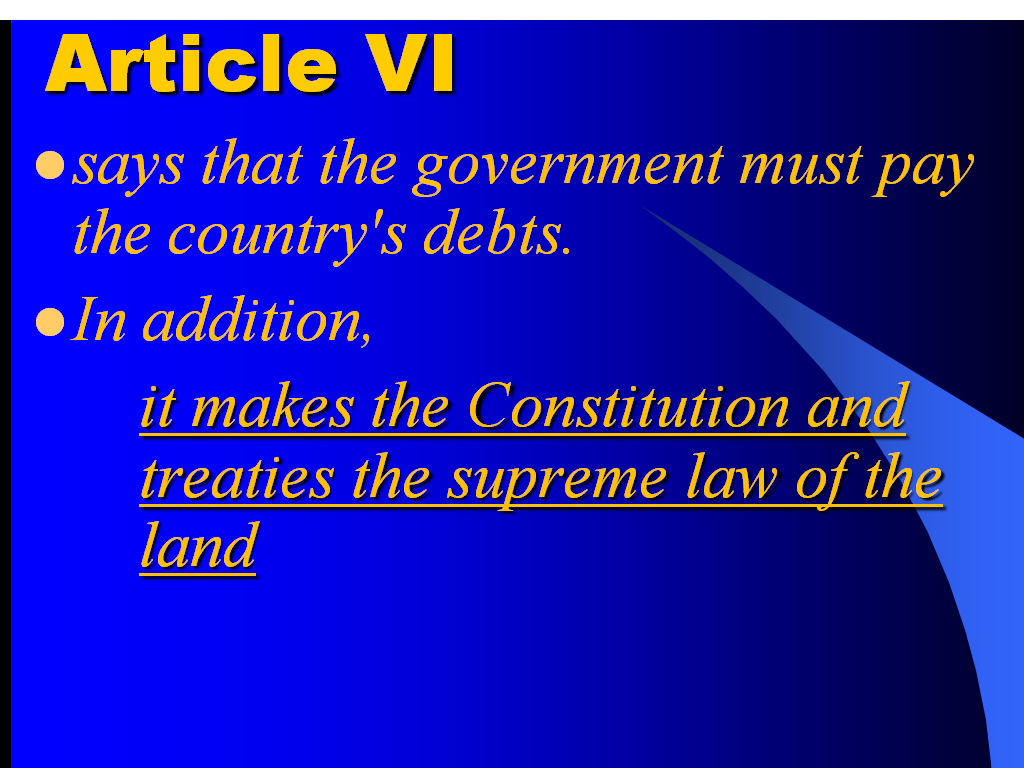 Article VI
says that the government must pay
the country's debts.
In addition,
it makes the Constitution and
treaties the supreme law of the
land